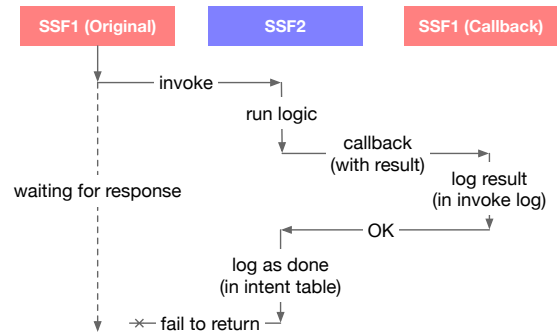 SSF1 (Original)
SSF2
SSF1 (Callback)
invoke
run logic
callback
(with result)
waiting for response
log result
(in invoke log)
OK
log as done
(in intent table)
fail to return